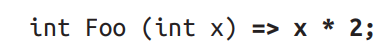 int Foo (int x) => x * 2;